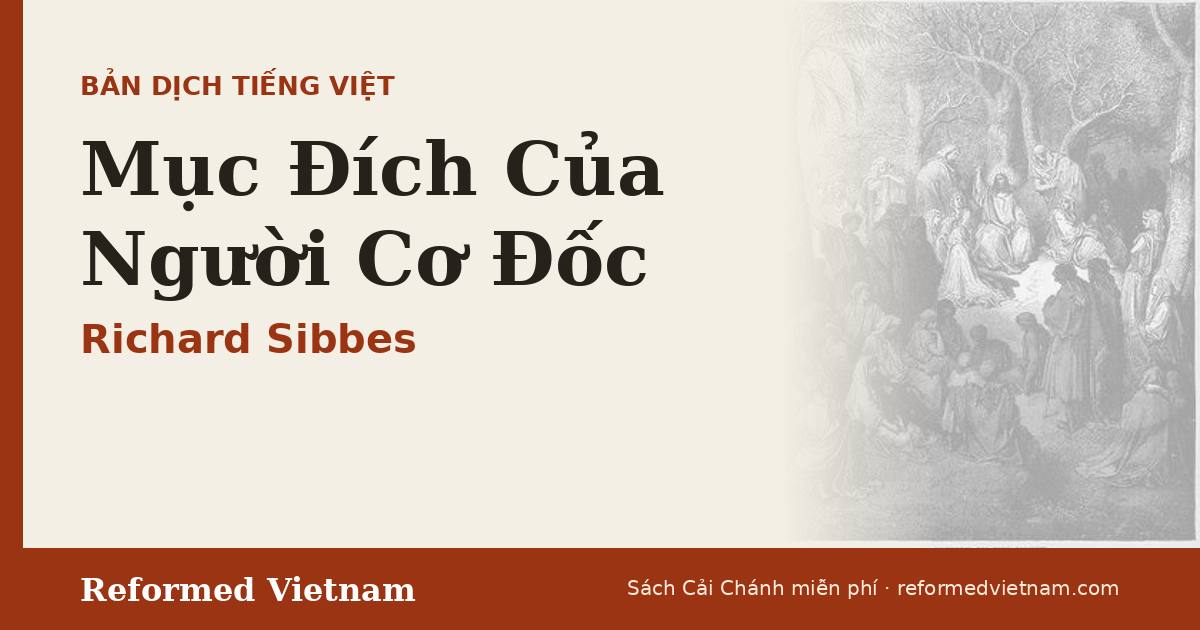 BẢN DỊCH TIẾNG VIỆT
Mục Đích Của
Người Cơ Đốc
Richard Sibbes
Reformed Vietnam
Sách Cải Chánh miễn phí · reformedvietnam.com